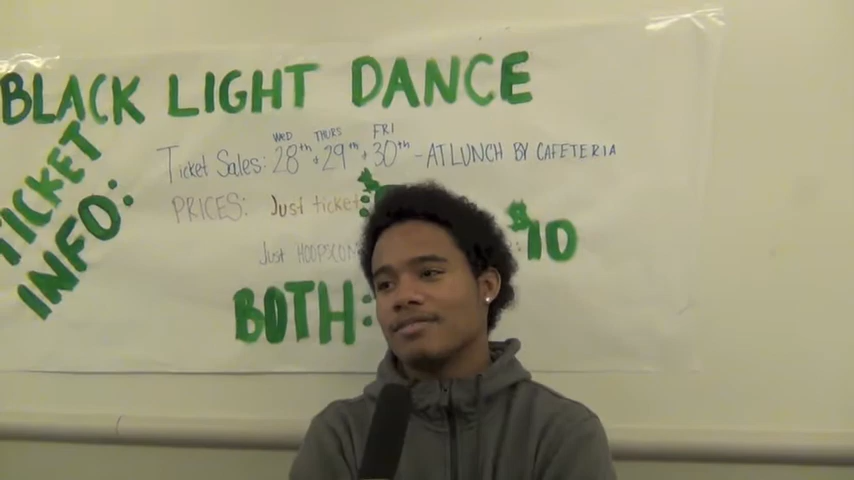 BLACK LIGHT DANCE
TICKET INFO:
WED THURS FRI
Ticket Sales: 28th + 29th + 30th - AT LUNCH BY CAFETERIA
PRICES: Just ticket: $
Just HOOPSCOM : $10
BOTH: